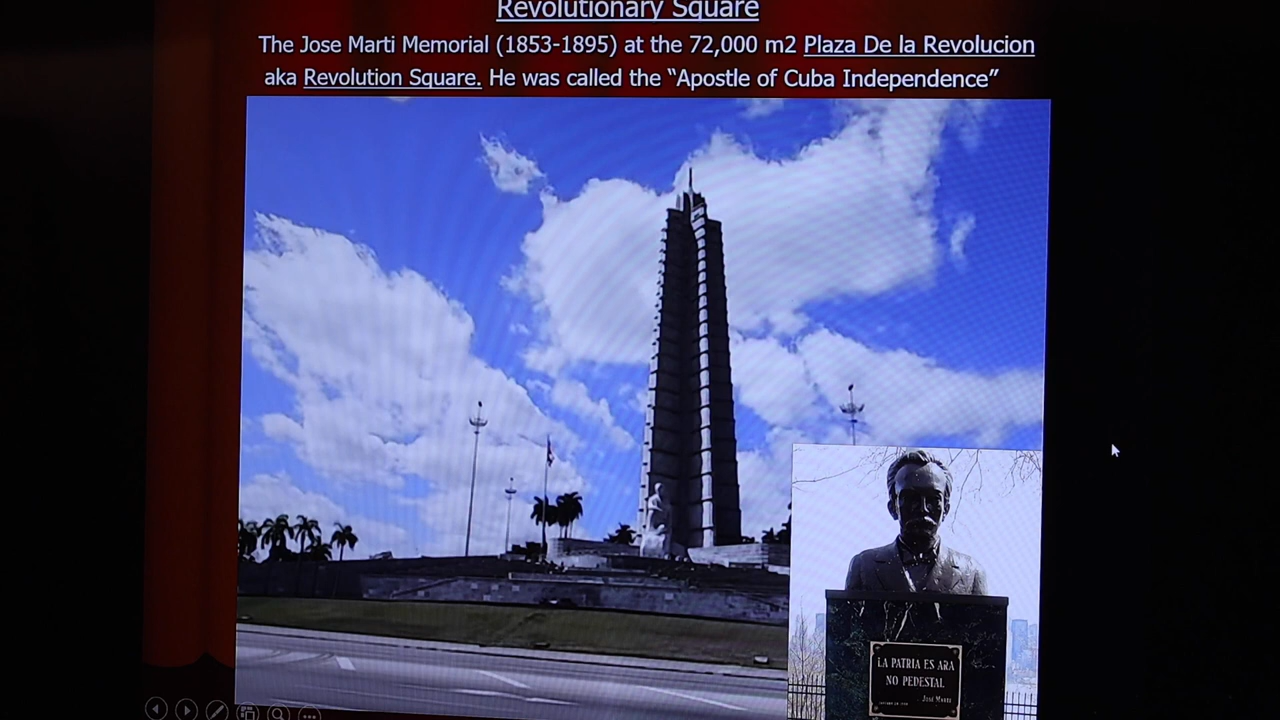 Revolutionary Square
The Jose Marti Memorial (1853-1895) at the 72,000 m2 Plaza De la Revolucion
aka Revolution Square. He was called the “Apostle of Cuba Independence”
LA PATRIA ES ARA
NO PEDESTAL
José Martí